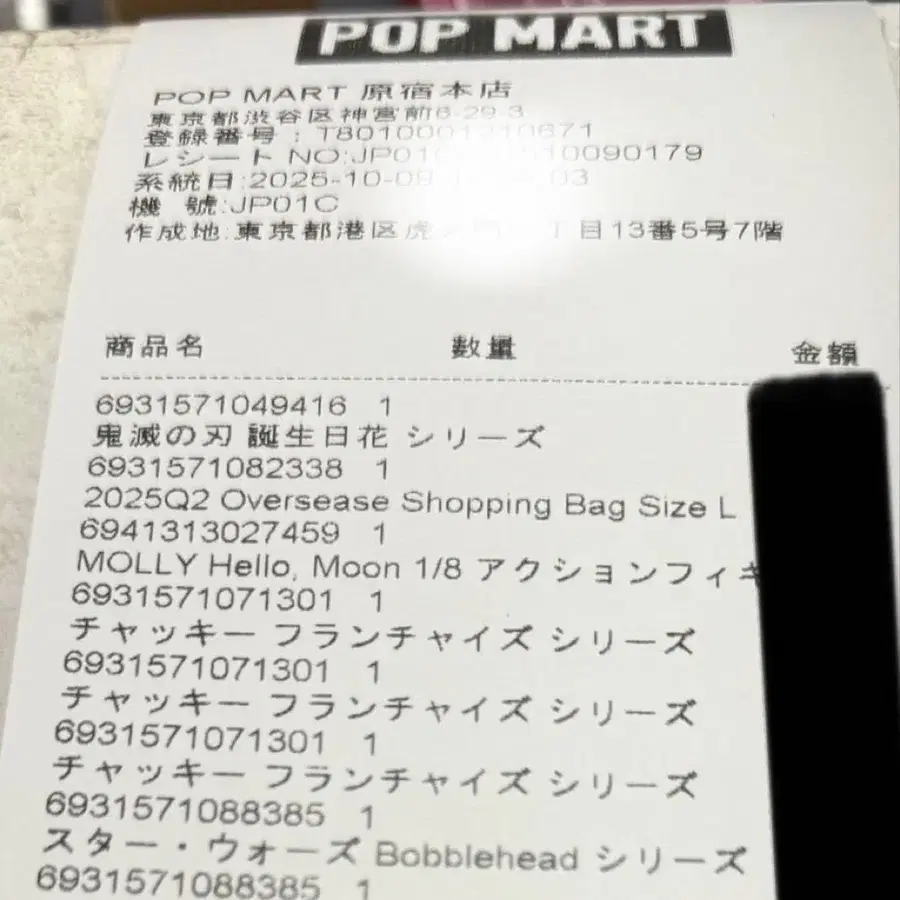 POP MART
POP MART 原宿本店
東京都渋谷区神宮前6-29-3
登録番号：T8010001210871
レシート NO:JP01 10090179
系統日:2025-10-09 03
機 號:JP01C
作成地:東京都港区虎 丁目13番5号7階
商品名 数量 金額
6931571049416 1
鬼滅の刃 誕生日花 シリーズ
6931571082338 1
2025Q2 Oversease Shopping Bag Size L
6941313027459 1
MOLLY Hello, Moon 1/8 アクションフィギ
6931571071301 1
チャッキー フランチャイズ シリーズ
6931571071301 1
チャッキー フランチャイズ シリーズ
6931571071301 1
チャッキー フランチャイズ シリーズ
6931571088385 1
スター・ウォーズ Bobblehead シリーズ
6931571088385 1